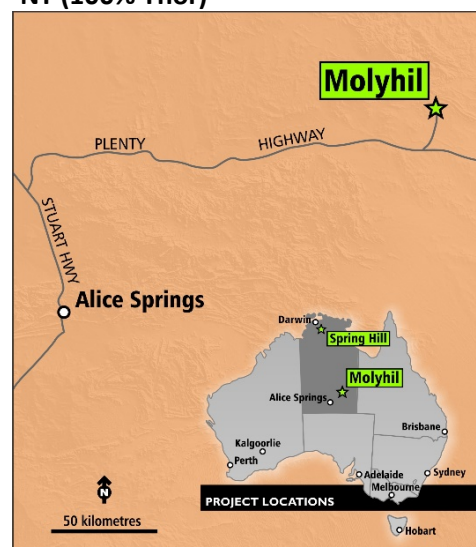 NT (100% Thor)
Molyhil
PLENTY HIGHWAY
STUART HWY
Alice Springs
Darwin
Spring Hill
Molyhil
Alice Springs
Brisbane
Kalgoorlie
Perth
Sydney
Adelaide
Melbourne
PROJECT LOCATIONS
N
50 kilometres
Hobart